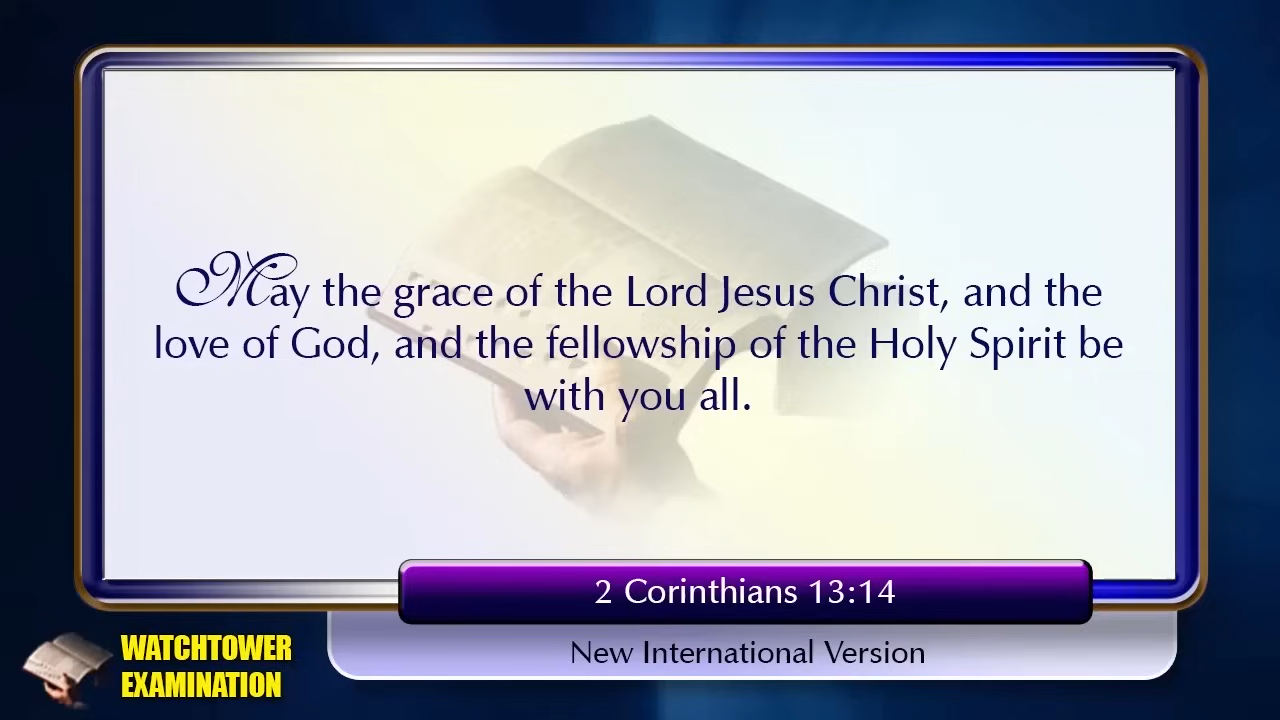 May the grace of the Lord Jesus Christ, and the
love of God, and the fellowship of the Holy Spirit be
with you all.
2 Corinthians 13:14
New International Version
WATCHTOWER
EXAMINATION